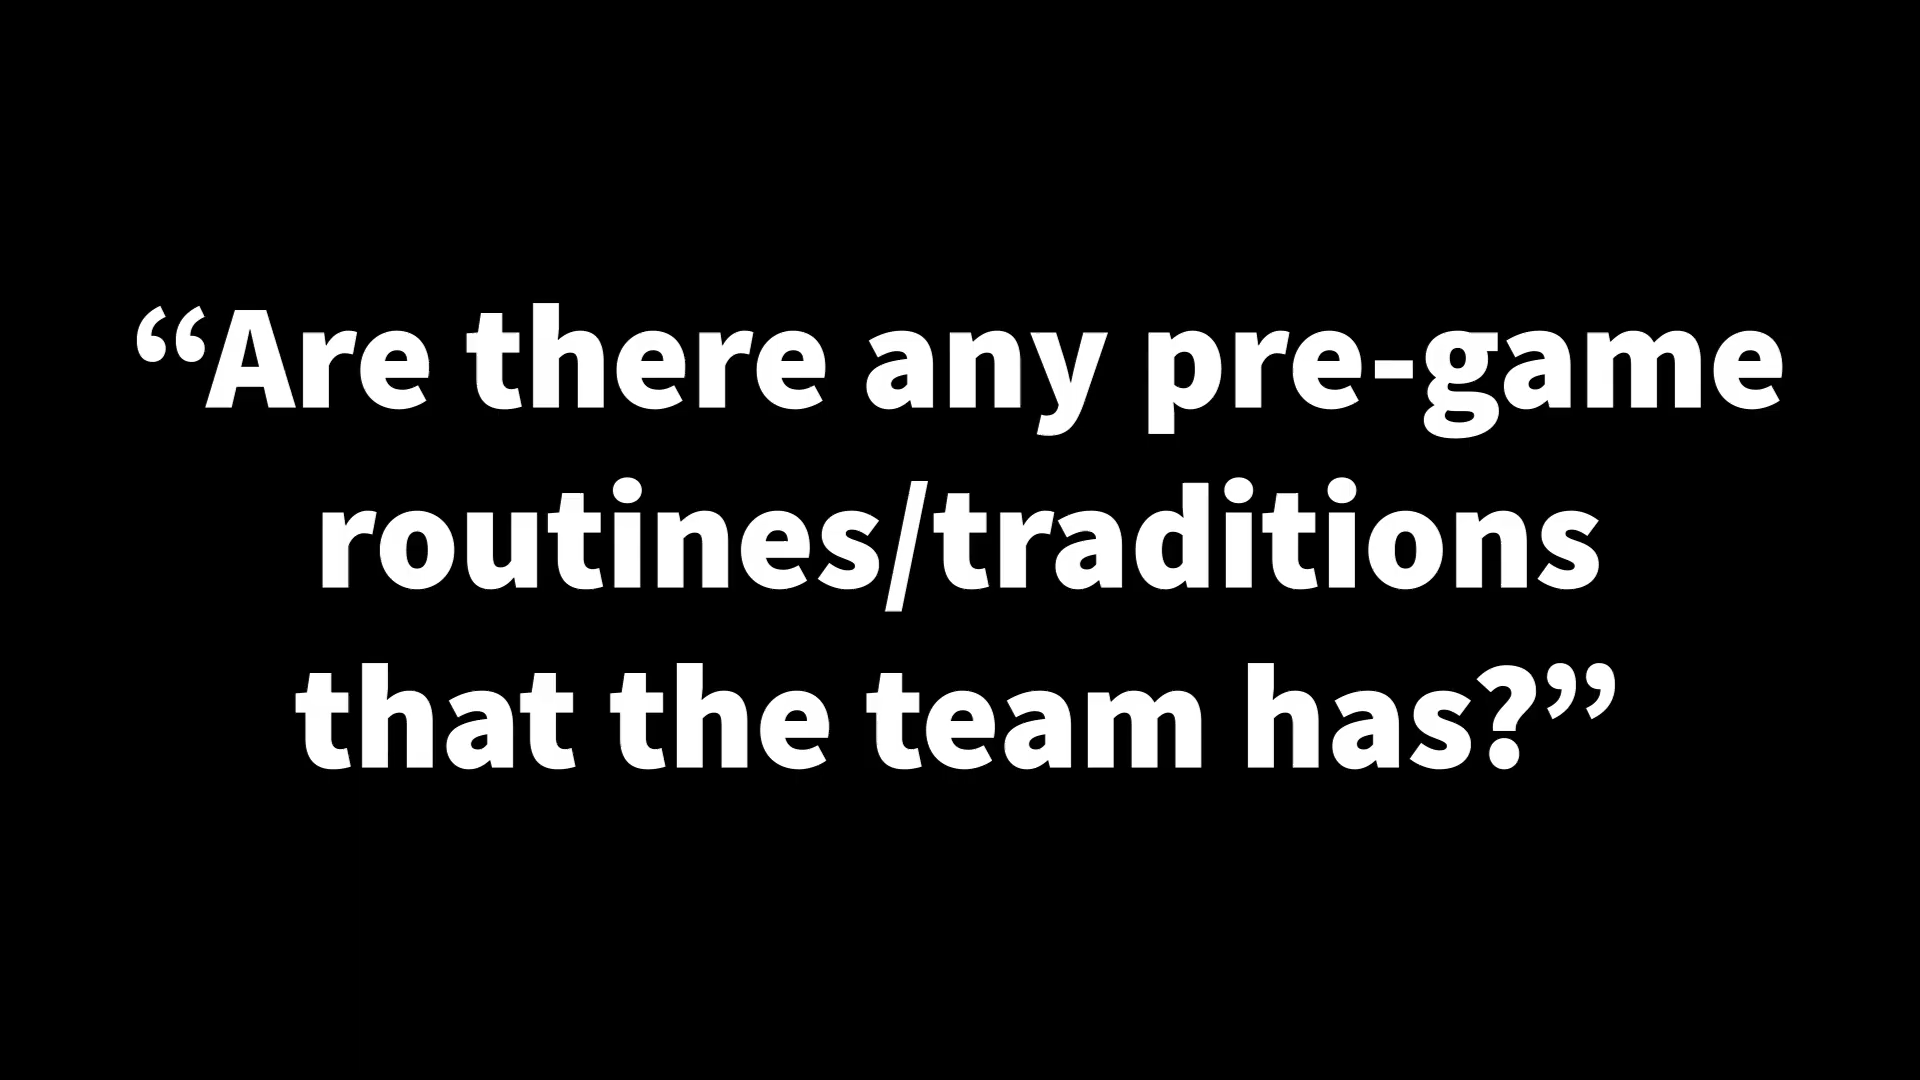 “Are there any pre-game
routines/traditions
that the team has?”